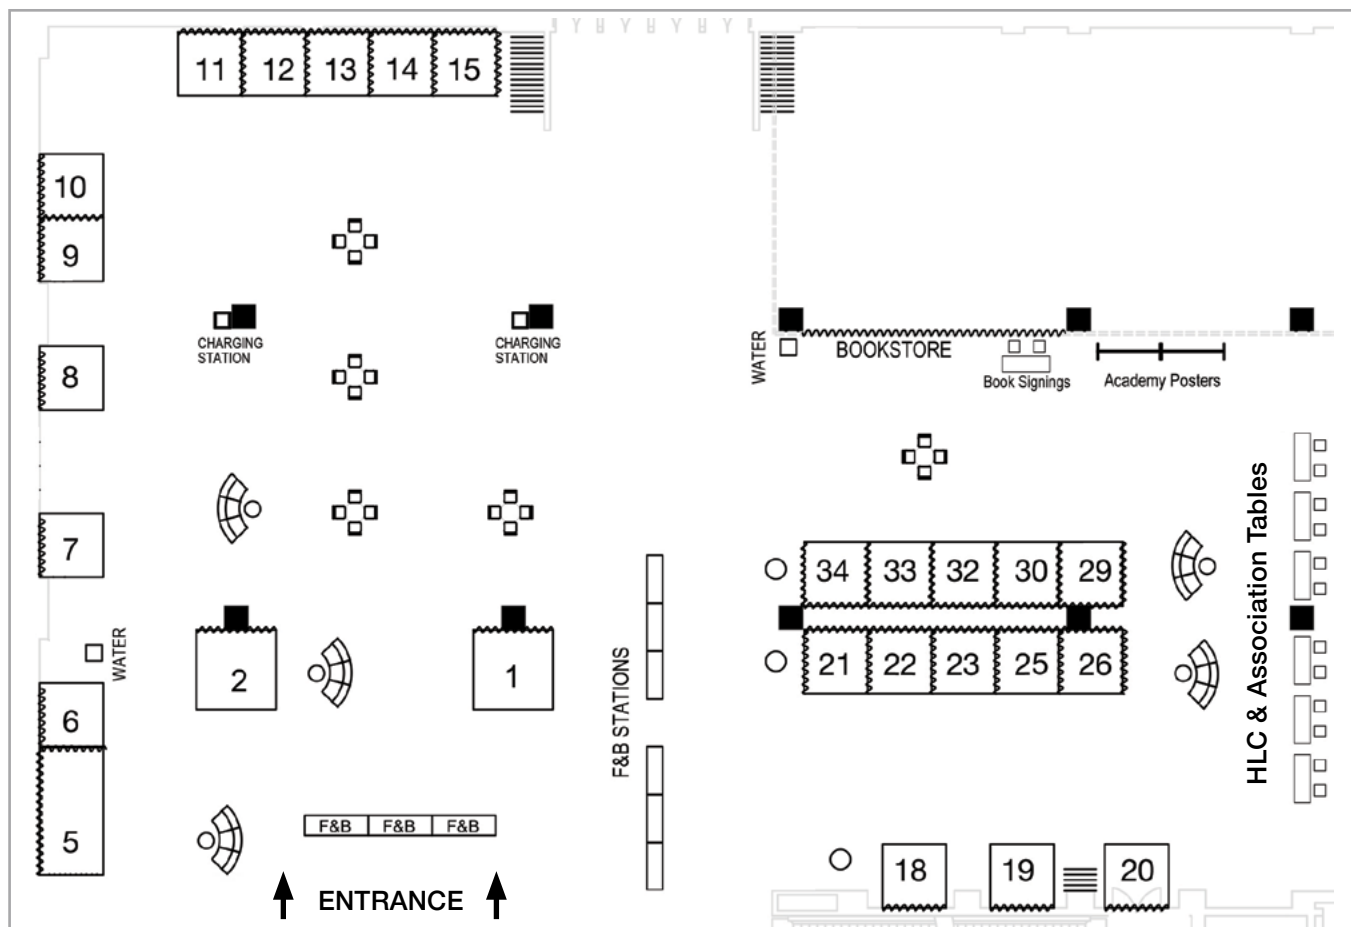 11 12 13 14 15
10
9
CHARGING
STATION
CHARGING
STATION
8
WATER
BOOKSTORE
Book Signings
Academy Posters
7
34 33 32 30 29
HLC & Association Tables
WATER
2
1
F&B STATIONS
21 22 23 25 26
6
5
F&B F&B F&B
18 19 20
ENTRANCE